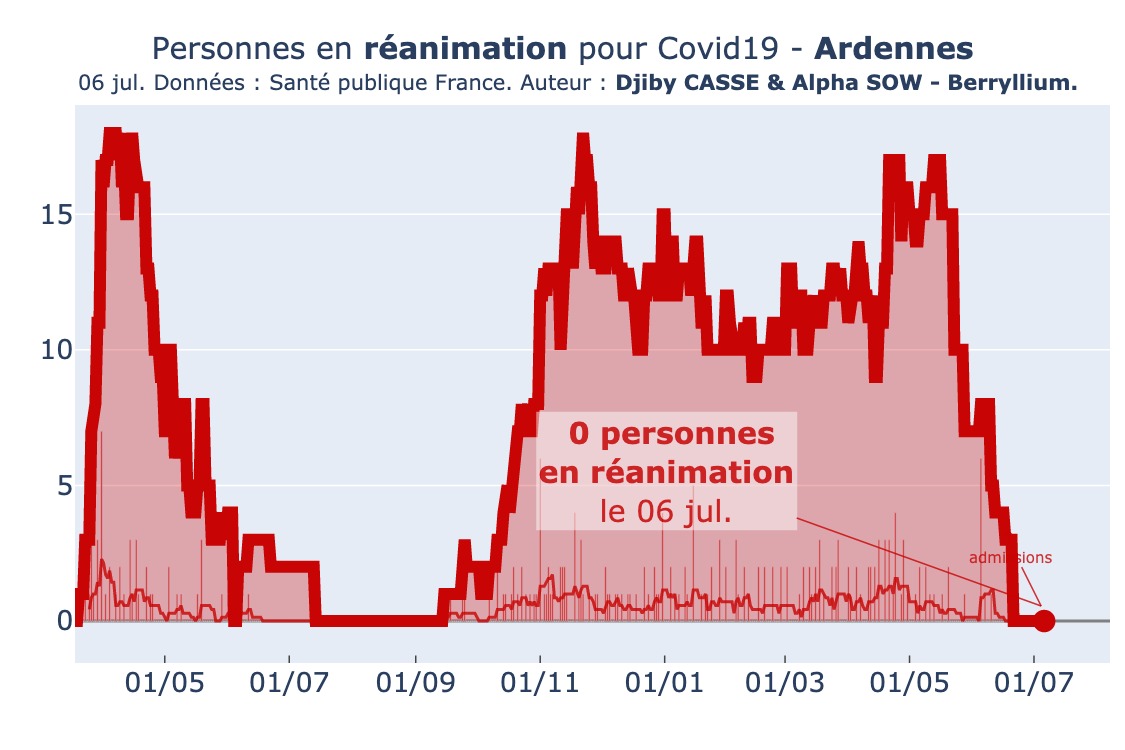 Personnes en réanimation pour Covid19 - Ardennes
06 jul. Données : Santé publique France. Auteur : Djiby CASSE & Alpha SOW - Berryllium.
15
10
5
0
0 personnes
en réanimation
le 06 jul.
admissions
01/05 01/07 01/09 01/11 01/01 01/03 01/05 01/07